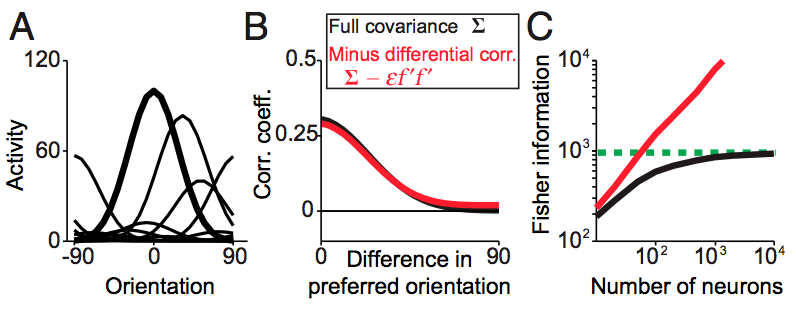 A
120
60
0
-90
0
90
Activity
Orientation
B
Full covariance Σ
Minus differential corr.
Σ − εf′f′
0.5
0.25
0
0
90
Corr. coeff.
Difference in
preferred orientation
C
10⁴
10³
10²
10²
10³
10⁴
Fisher information
Number of neurons